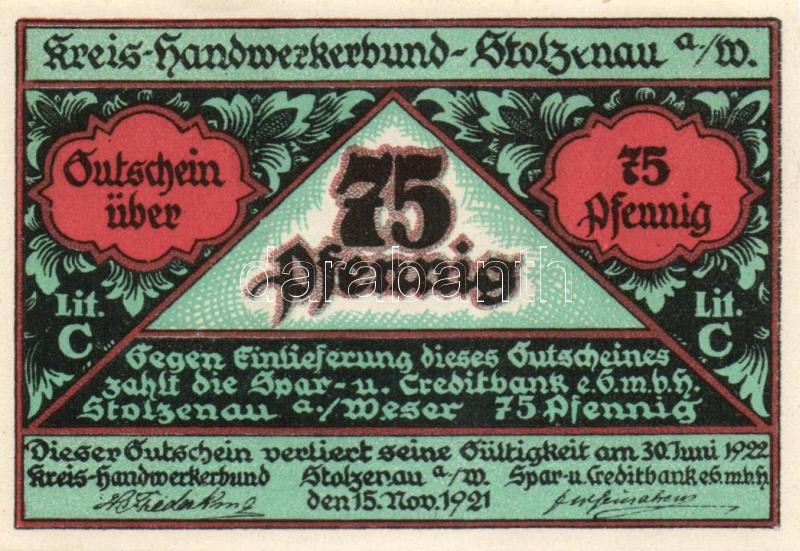 Kreis-Handwerkerbund-Stolzenau a./W.
Gutschein
über
75
Pfennig
75
Pfennig
darabanth
Lit.
C
Lit.
C
Gegen Einlieferung dieses Gutscheines
zahlt die Spar- u. Creditbank e.G.m.b.H.
Stolzenau a./Weser 75 Pfennig
Dieser Gutschein verliert seine Gültigkeit am 30. Juni 1922
Kreis-Handwerkerbund Stolzenau a./W. Spar-u. Creditbank e.G.m.b.H
den 15. Nov. 1921